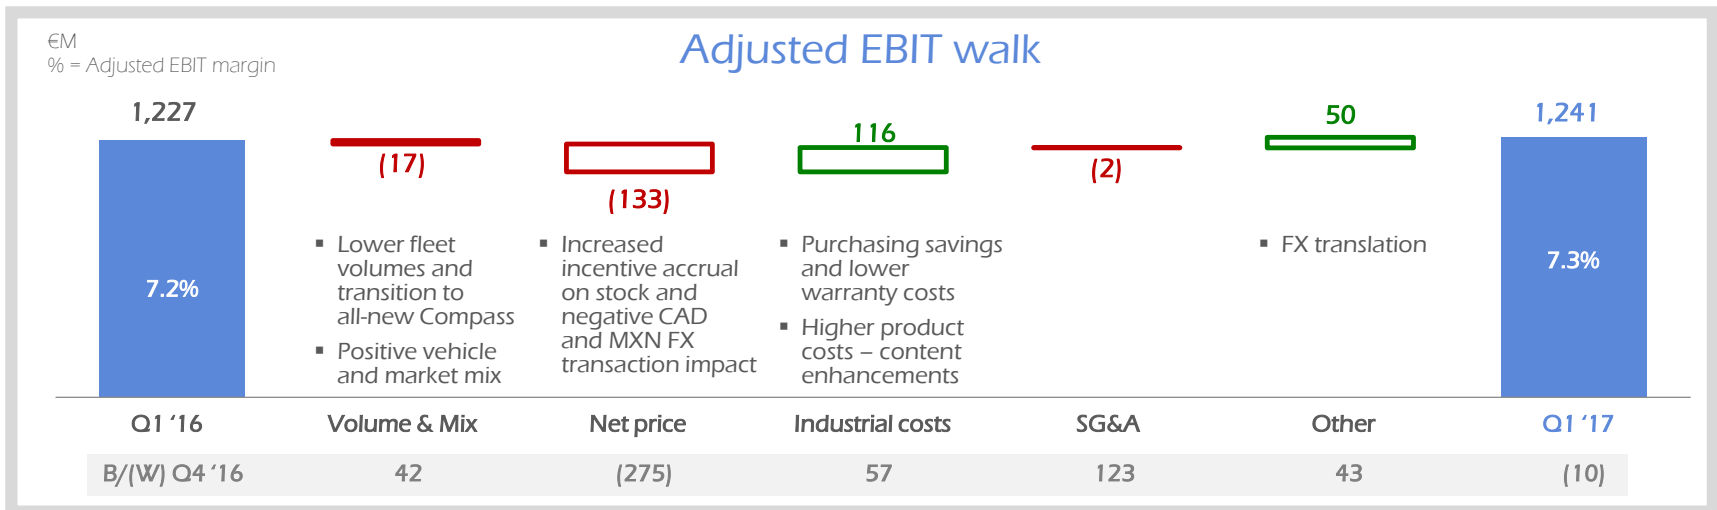 €M
% = Adjusted EBIT margin
Adjusted EBIT walk
1,227
(17)
(133)
116
(2)
50
1,241
7.2%
▪ Lower fleet
volumes and
transition to
all-new Compass
▪ Positive vehicle
and market mix
▪ Increased
incentive accrual
on stock and
negative CAD
and MXN FX
transaction impact
▪ Purchasing savings
and lower
warranty costs
▪ Higher product
costs – content
enhancements
▪ FX translation
7.3%
Q1 ‘16 Volume & Mix Net price Industrial costs SG&A Other Q1 ‘17
B/(W) Q4 ‘16 42 (275) 57 123 43 (10)